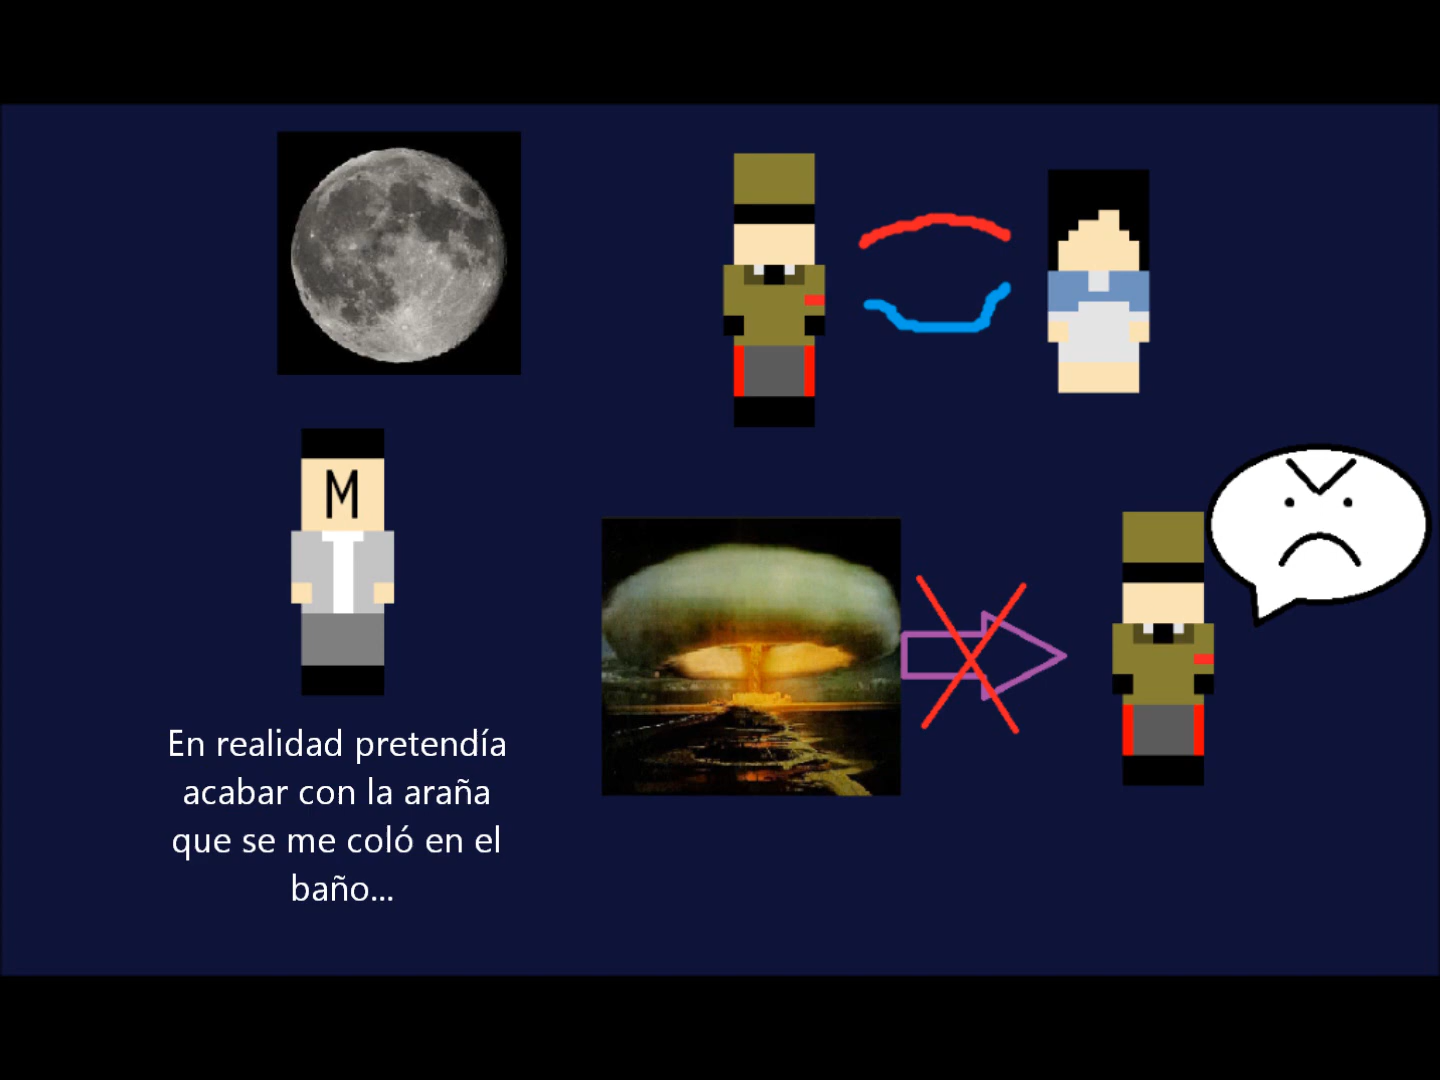 M
En realidad pretendía
acabar con la araña
que se me coló en el
baño...